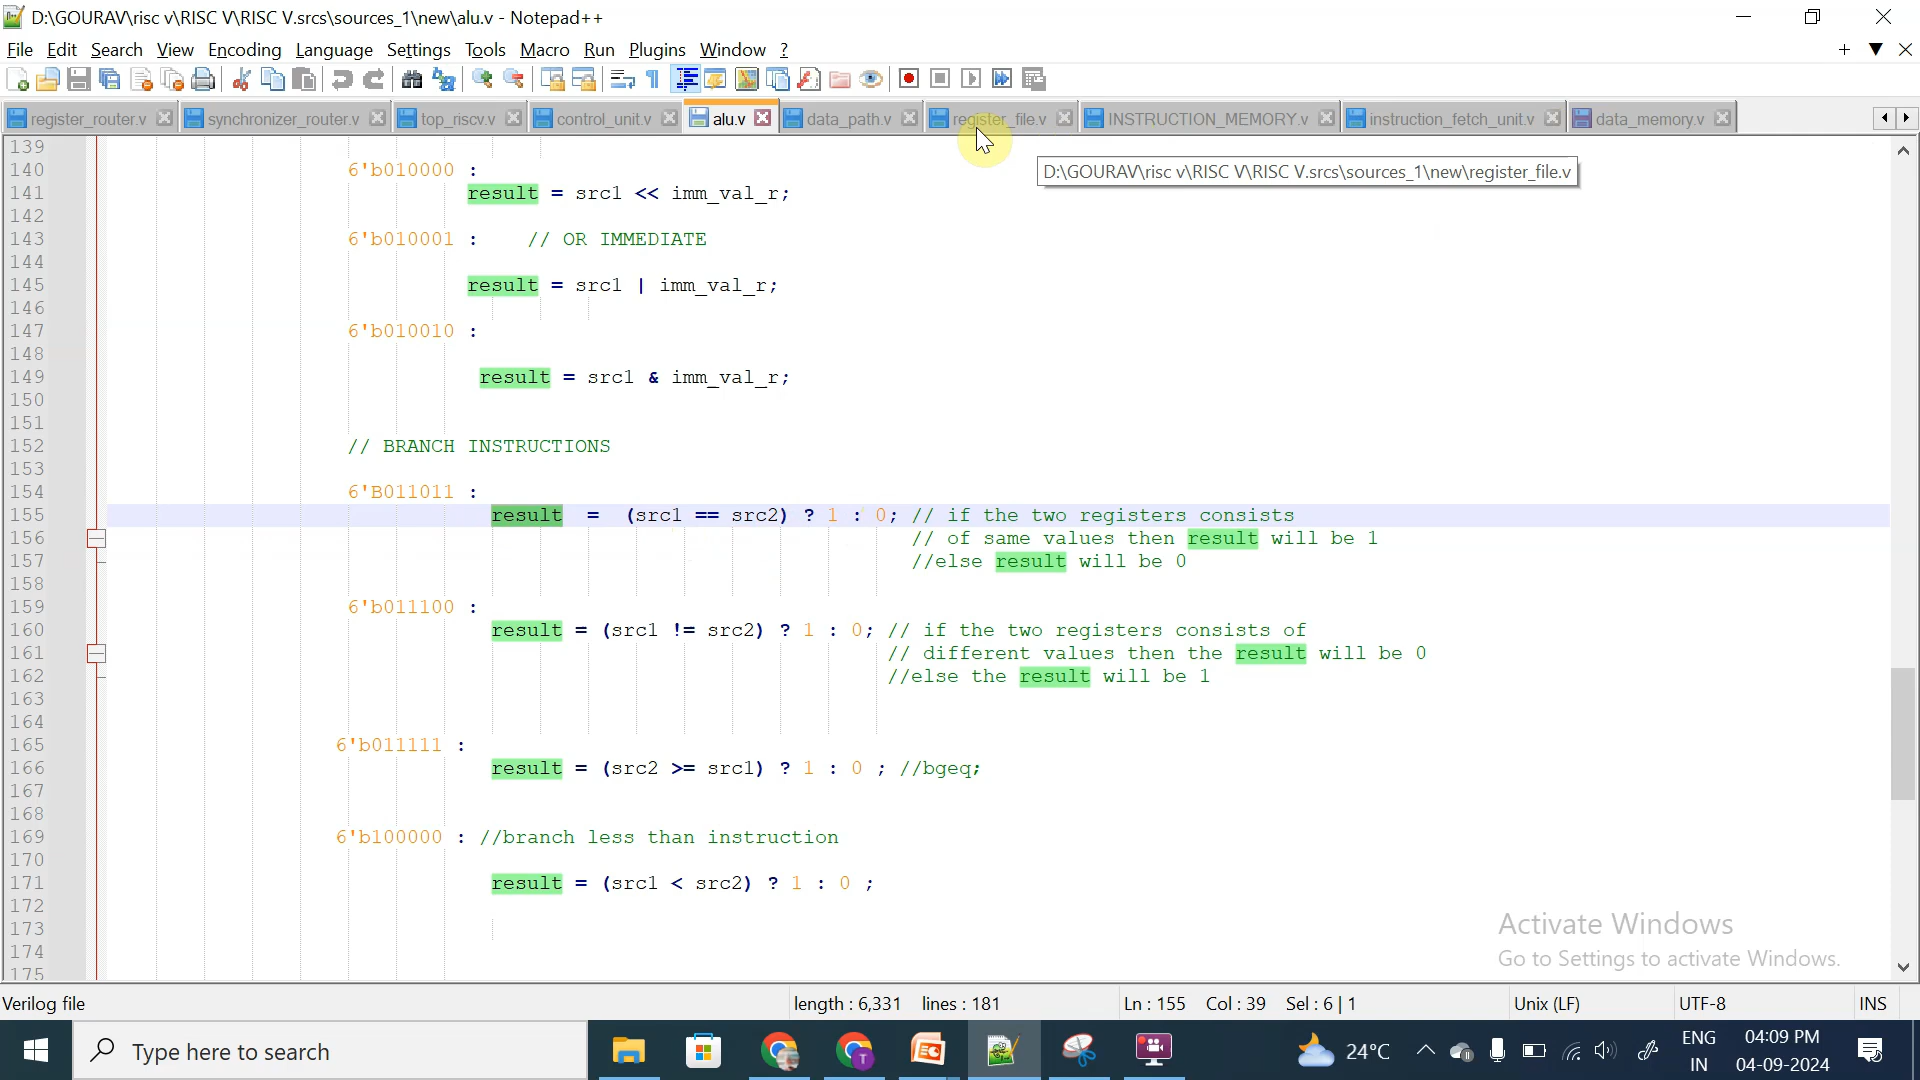 D:\GOURAV\risc v\RISC V\RISC V.srcs\sources_1\new\alu.v - Notepad++
File Edit Search View Encoding Language Settings Tools Macro Run Plugins Window ?
register_router.v synchronizer_router.v top_riscv.v control_unit.v alu.v data_path.v register_file.v INSTRUCTION_MEMORY.v instruction_fetch_unit.v data_memory.v
D:\GOURAV\risc v\RISC V\RISC V.srcs\sources_1\new\register_file.v
139
140 6'b010000 :
141 result = src1 << imm_val_r;
142
143 6'b010001 : // OR IMMEDIATE
144
145 result = src1 | imm_val_r;
146
147 6'b010010 :
148
149 result = src1 & imm_val_r;
150
151
152 // BRANCH INSTRUCTIONS
153
154 6'B011011 :
155 result = (src1 == src2) ? 1 : 0; // if the two registers consists
156 // of same values then result will be 1
157 //else result will be 0
158
159 6'b011100 :
160 result = (src1 != src2) ? 1 : 0; // if the two registers consists of
161 // different values then the result will be 0
162 //else the result will be 1
163
164
165 6'b011111 :
166 result = (src2 >= src1) ? 1 : 0 ; //bgeq;
167
168
169 6'b100000 : //branch less than instruction
170
171 result = (src1 < src2) ? 1 : 0 ;
172
173
174
175
Activate Windows
Go to Settings to activate Windows.
Verilog file length : 6,331 lines : 181 Ln : 155 Col : 39 Sel : 6 | 1 Unix (LF) UTF-8 INS
Type here to search 24°C ENG IN 04:09 PM 04-09-2024